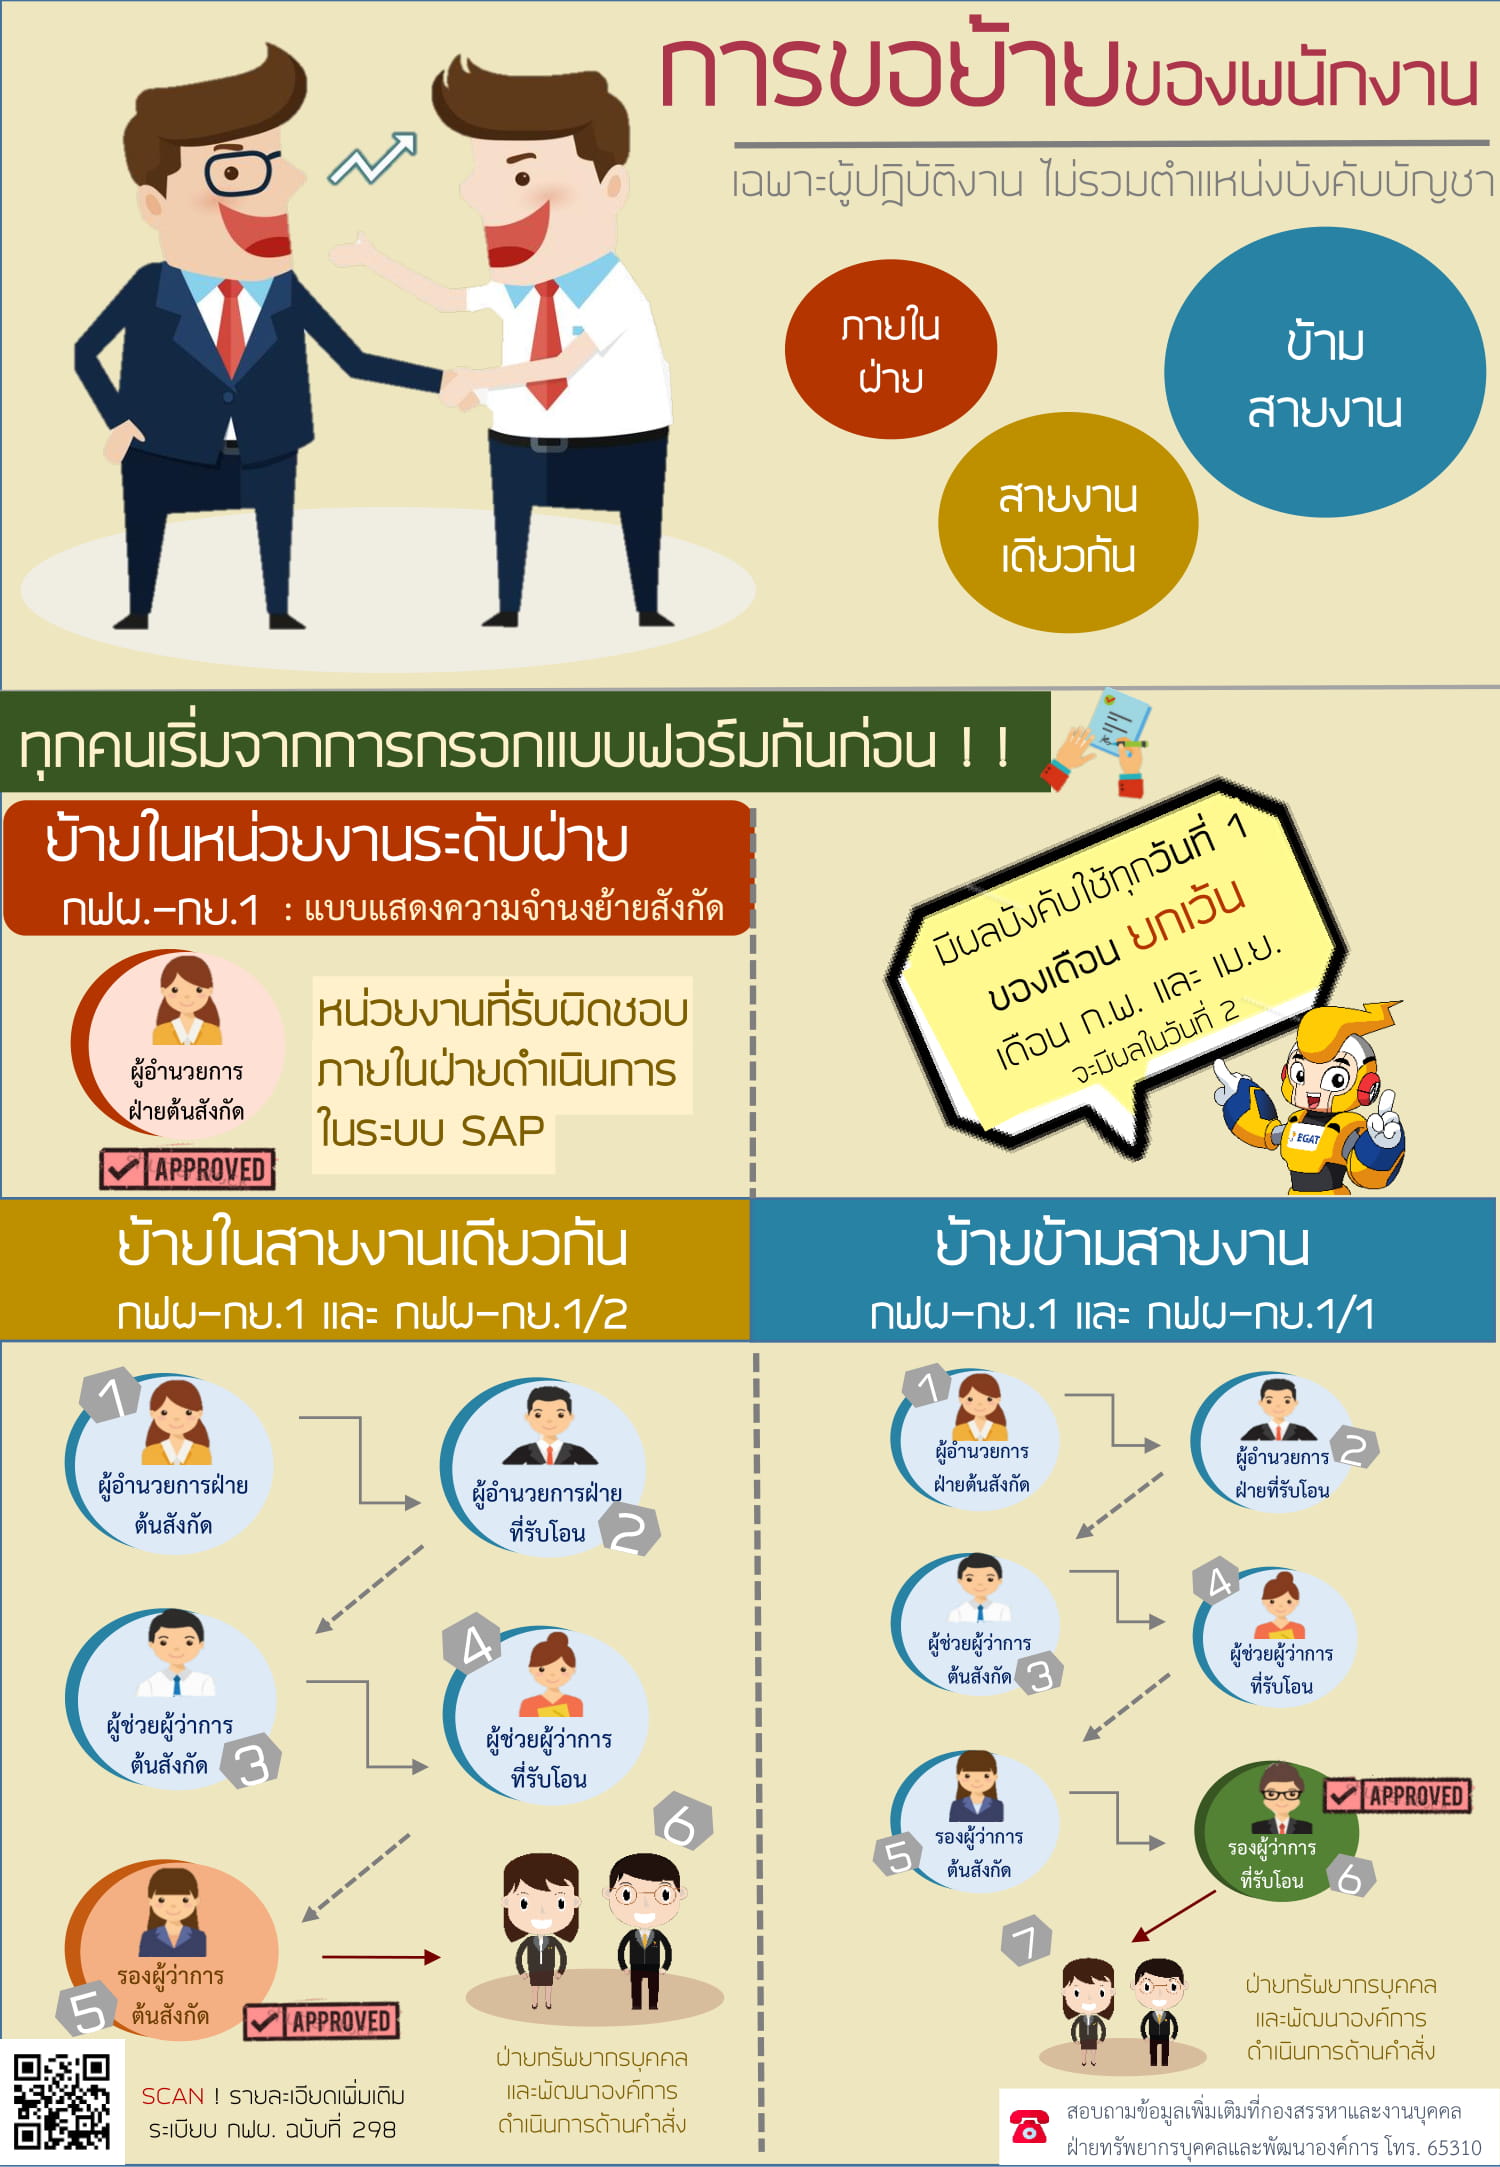 การขอย้ายของพนักงาน
เฉพาะผู้ปฏิบัติงาน ไม่รวมตำแหน่งบังคับบัญชา
ภายใน
ฝ่าย
สายงาน
เดียวกัน
ข้าม
สายงาน
ทุกคนเริ่มจากการกรอกแบบฟอร์มกันก่อน ! !
ย้ายในหน่วยงานระดับฝ่าย
กฟผ.-กย.1 : แบบแสดงความจำนงย้ายสังกัด
ผู้อำนวยการ
ฝ่ายต้นสังกัด
APPROVED
หน่วยงานที่รับผิดชอบ
ภายในฝ่ายดำเนินการ
ในระบบ SAP
มีผลบังคับใช้ทุกวันที่ 1
ของเดือน ยกเว้น
เดือน ก.พ. และ เม.ย.
จะมีผลในวันที่ 2
EGAT
ย้ายในสายงานเดียวกัน
กฟผ-กย.1 และ กฟผ-กย.1/2
1
ผู้อำนวยการฝ่าย
ต้นสังกัด
ผู้อำนวยการฝ่าย
ที่รับโอน
2
ผู้ช่วยผู้ว่าการ
ต้นสังกัด
3
4
ผู้ช่วยผู้ว่าการ
ที่รับโอน
รองผู้ว่าการ
ต้นสังกัด
5
APPROVED
6
ฝ่ายทรัพยากรบุคคล
และพัฒนาองค์การ
ดำเนินการด้านคำสั่ง
SCAN ! รายละเอียดเพิ่มเติม
ระเบียบ กฟผ. ฉบับที่ 298
ย้ายข้ามสายงาน
กฟผ-กย.1 และ กฟผ-กย.1/1
1
ผู้อำนวยการ
ฝ่ายต้นสังกัด
ผู้อำนวยการ
ฝ่ายที่รับโอน
2
ผู้ช่วยผู้ว่าการ
ต้นสังกัด
3
4
ผู้ช่วยผู้ว่าการ
ที่รับโอน
รองผู้ว่าการ
ต้นสังกัด
5
APPROVED
รองผู้ว่าการ
ที่รับโอน
6
7
ฝ่ายทรัพยากรบุคคล
และพัฒนาองค์การ
ดำเนินการด้านคำสั่ง
สอบถามข้อมูลเพิ่มเติมที่กองสรรหาและงานบุคคล
ฝ่ายทรัพยากรบุคคลและพัฒนาองค์การ โทร. 65310